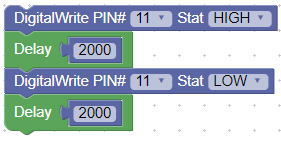 DigitalWrite PIN# 11 Stat HIGH
Delay 2000
DigitalWrite PIN# 11 Stat LOW
Delay 2000